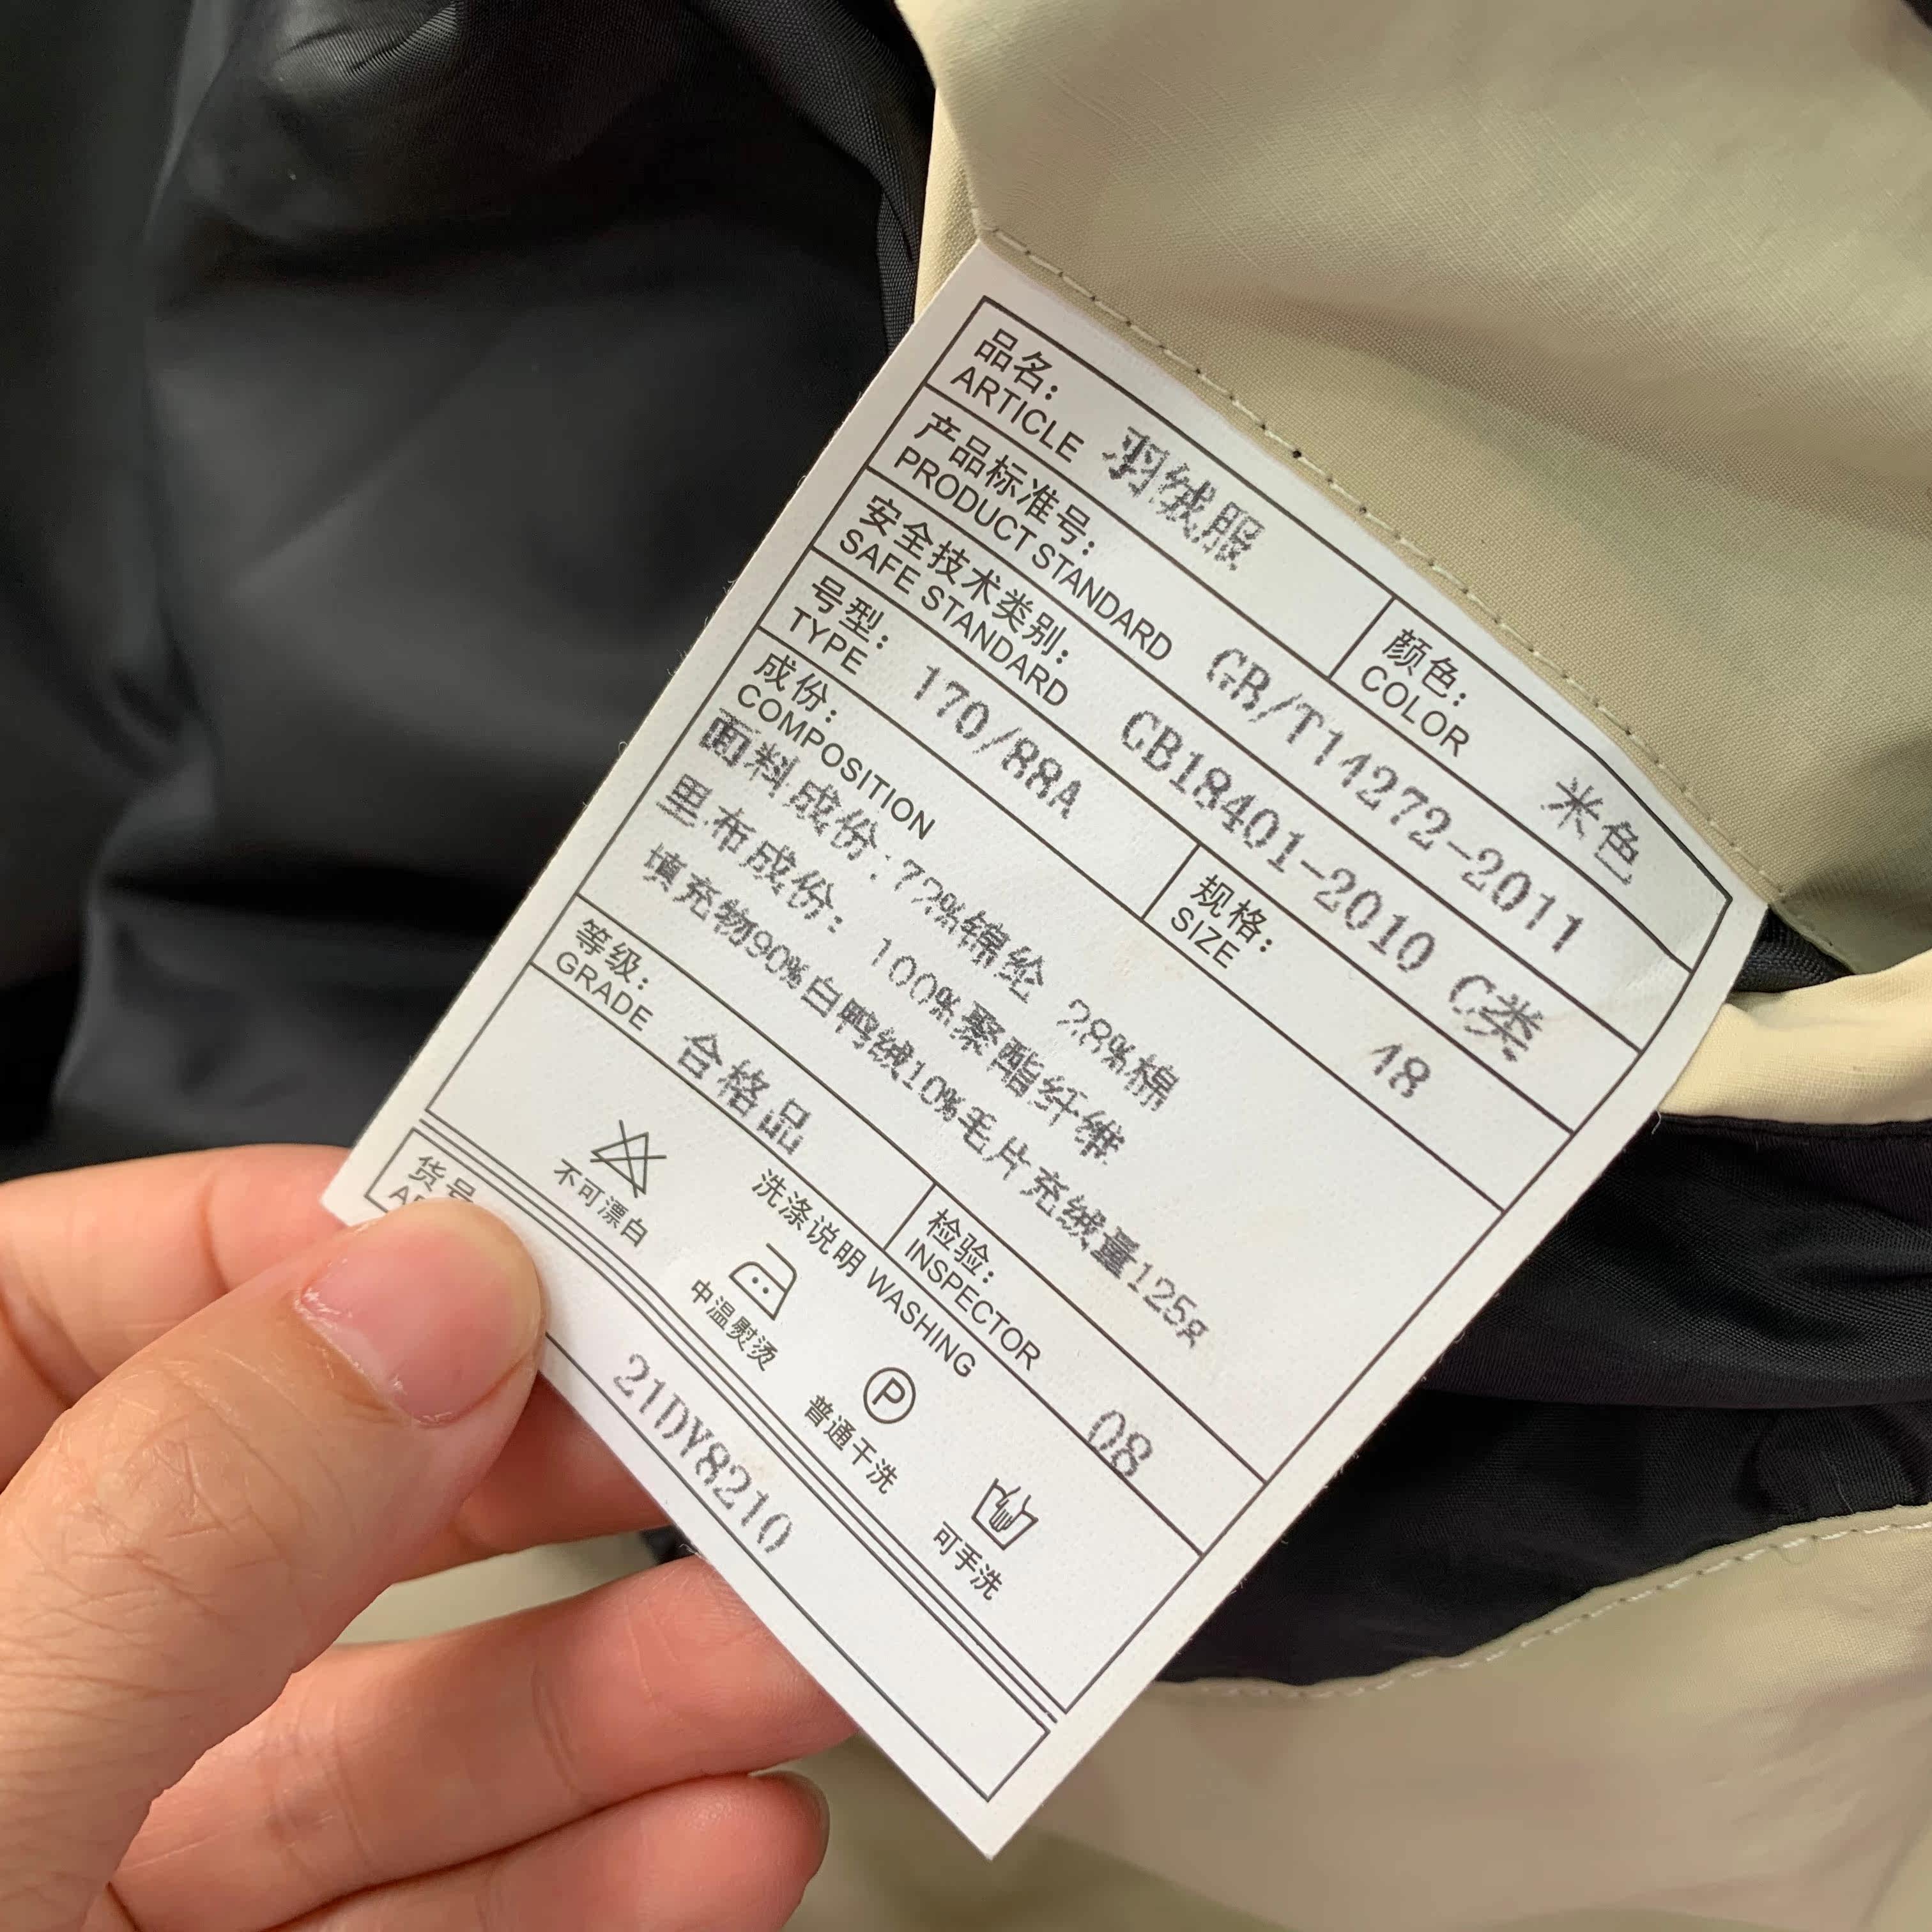 品名: 羽绒服 颜色: 米色
ARTICLE COLOR
产品标准号: GB/T14272-2011
PRODUCT STANDARD
安全技术类别: GB18401-2010 C类
SAFE STANDARD
号型: 170/88A 规格: 48
TYPE SIZE
成份:
COMPOSITION
面料成份:72%锦纶 28%棉
里布成份: 100%聚酯纤维
填充物90%白鸭绒10%毛片充绒量125g
等级: 合格品 检验: 08
GRADE INSPECTOR
洗涤说明 WASHING
不可漂白 中温熨烫 P 普通干洗 可手洗
货号 21DY8210